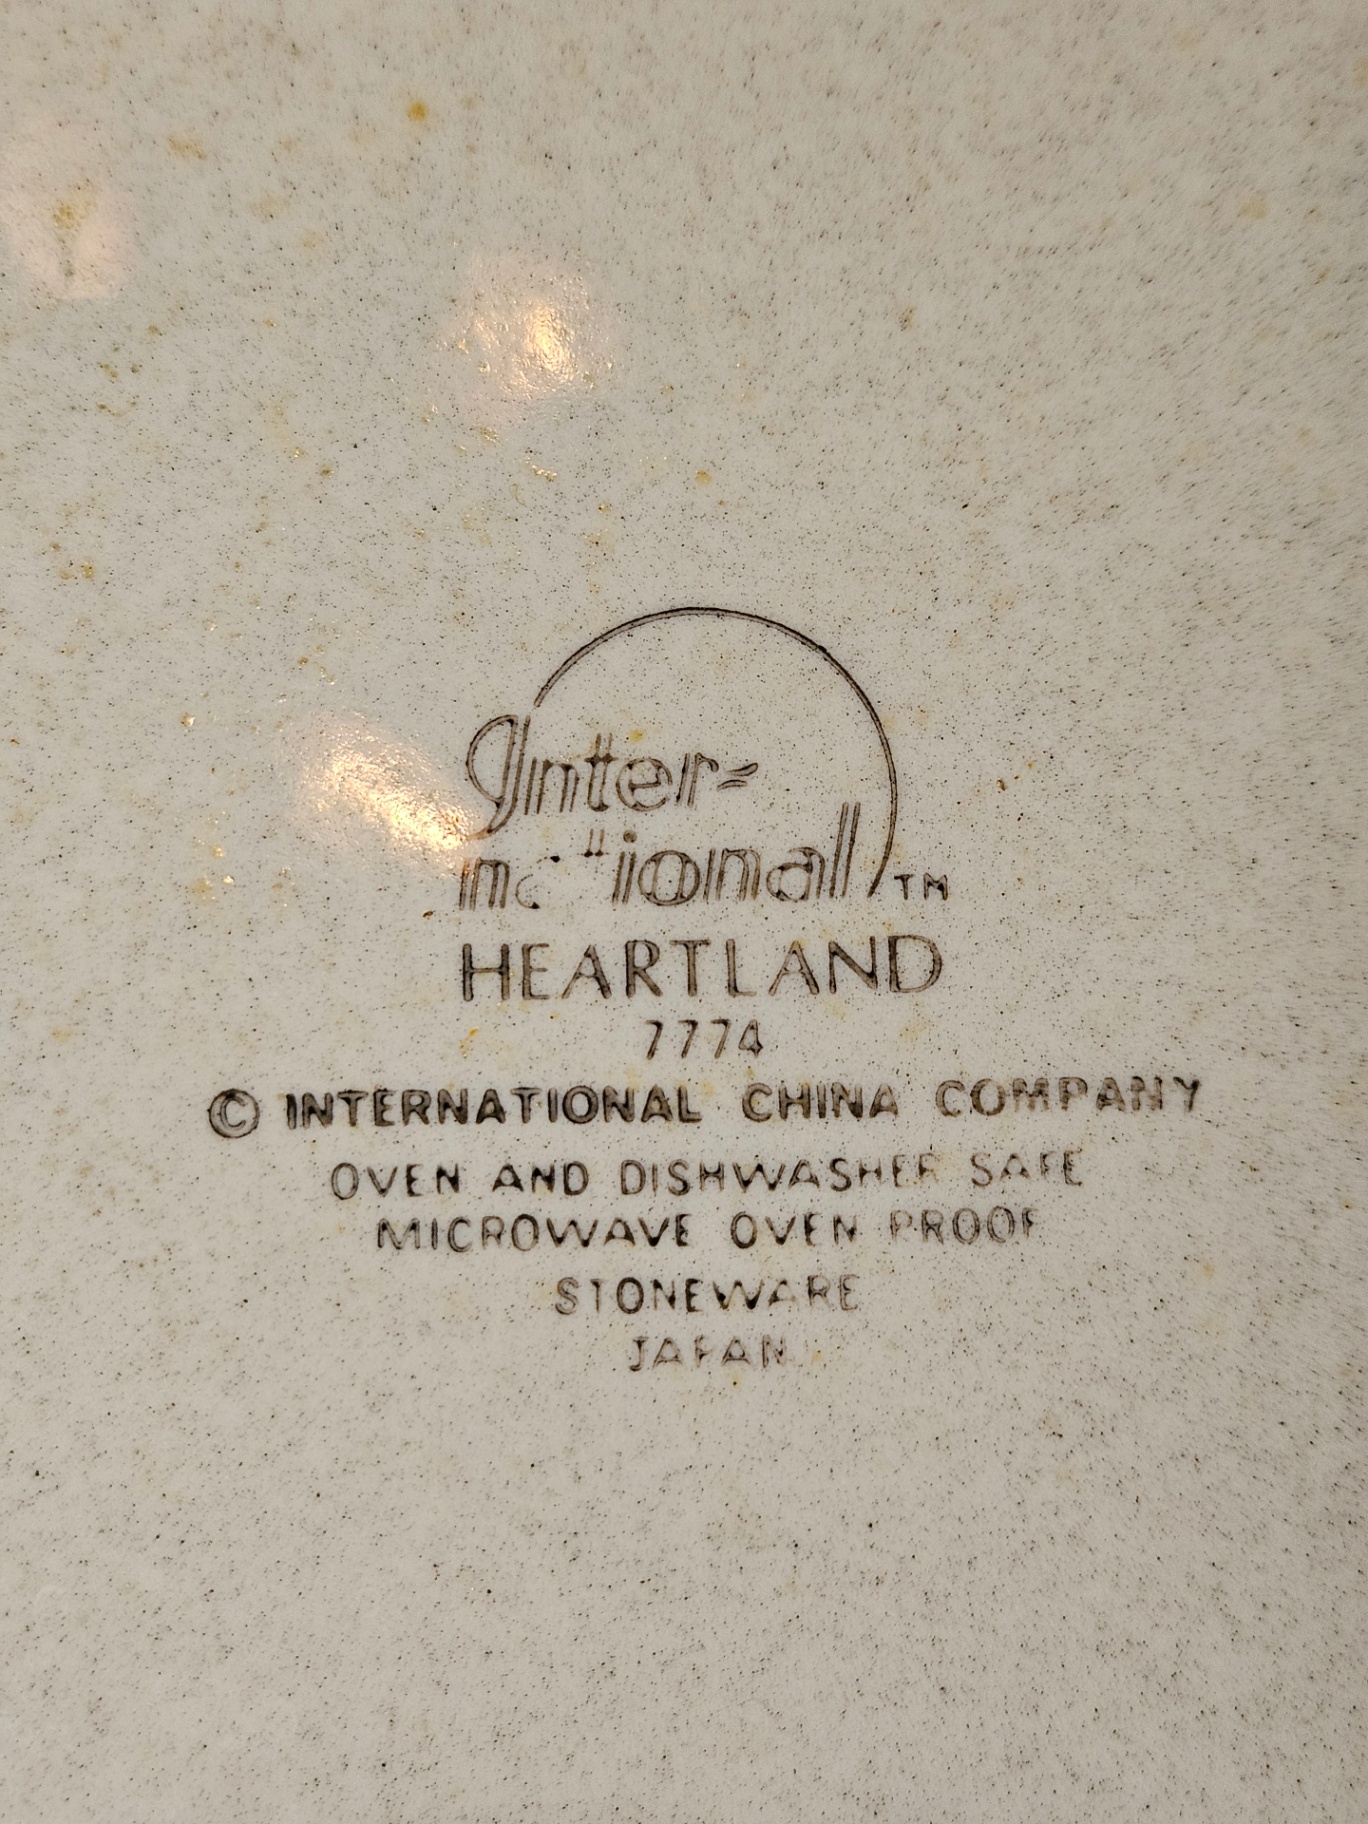 Inter=
national TM
HEARTLAND
7774
© INTERNATIONAL CHINA COMPANY
OVEN AND DISHWASHER SAFE
MICROWAVE OVEN PROOF
STONEWARE
JAPAN